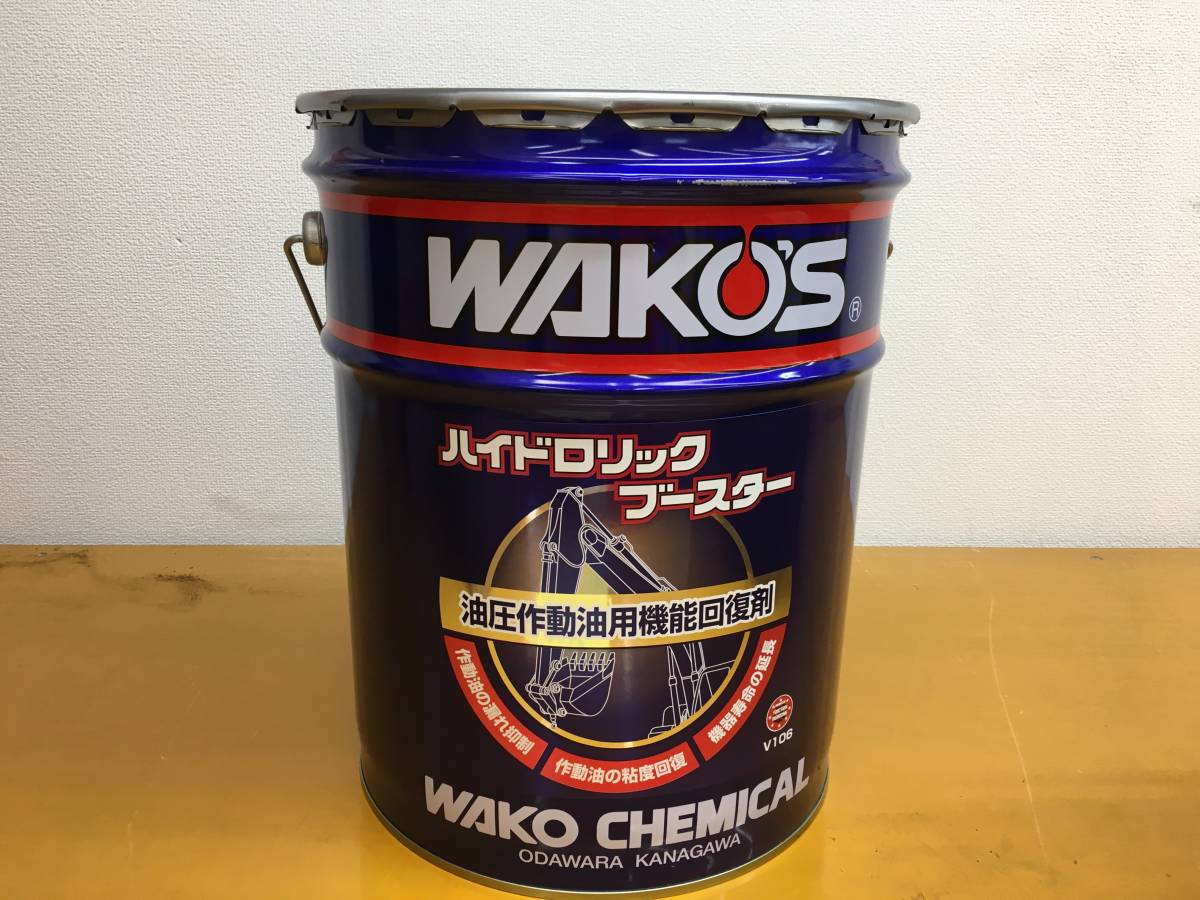 WAKO'S
®
ハイドロリック
ブースター
油圧作動油用機能回復剤
作動油の漏れ抑制
作動油の粘度回復
機器寿命の延長
V106
WAKO CHEMICAL
ODAWARA KANAGAWA